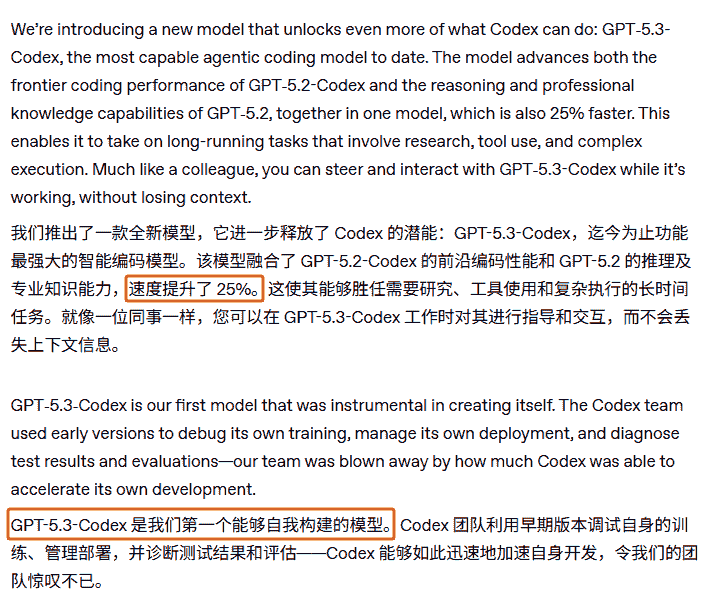 We're introducing a new model that unlocks even more of what Codex can do: GPT-5.3-
Codex, the most capable agentic coding model to date. The model advances both the
frontier coding performance of GPT-5.2-Codex and the reasoning and professional
knowledge capabilities of GPT-5.2, together in one model, which is also 25% faster. This
enables it to take on long-running tasks that involve research, tool use, and complex
execution. Much like a colleague, you can steer and interact with GPT-5.3-Codex while it's
working, without losing context.
我们推出了一款全新模型，它进一步释放了 Codex 的潜能：GPT-5.3-Codex，迄今为止功能
最强大的智能编码模型。该模型融合了 GPT-5.2-Codex 的前沿编码性能和 GPT-5.2 的推理及
专业知识能力，速度提升了 25%。这使其能够胜任需要研究、工具使用和复杂执行的长时间
任务。就像一位同事一样，您可以在 GPT-5.3-Codex 工作时对其进行指导和交互，而不会丢
失上下文信息。
GPT-5.3-Codex is our first model that was instrumental in creating itself. The Codex team
used early versions to debug its own training, manage its own deployment, and diagnose
test results and evaluations—our team was blown away by how much Codex was able to
accelerate its own development.
GPT-5.3-Codex 是我们第一个能够自我构建的模型。Codex 团队利用早期版本调试自身的训
练、管理部署，并诊断测试结果和评估——Codex 能够如此迅速地加速自身开发，令我们的团
队惊叹不已。